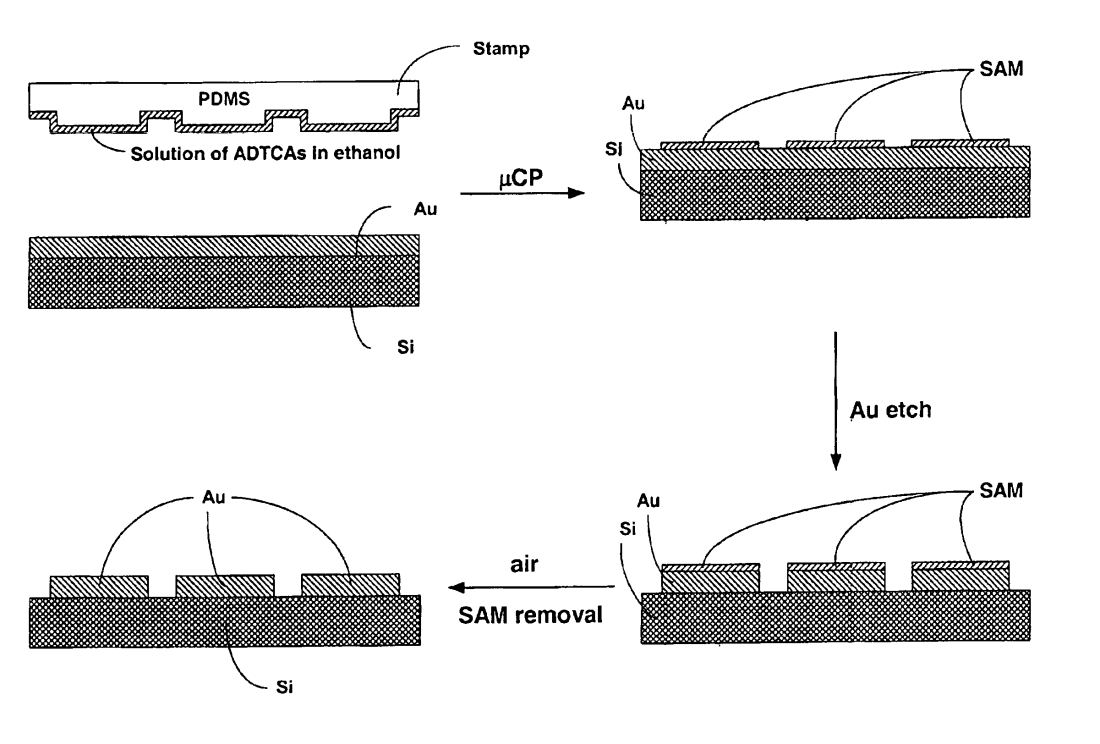 Stamp
PDMS
Solution of ADTCAs in ethanol
Au
Si
μCP
SAM
Au
Si
Au etch
SAM
Au
Si
air
SAM removal
Au
Si